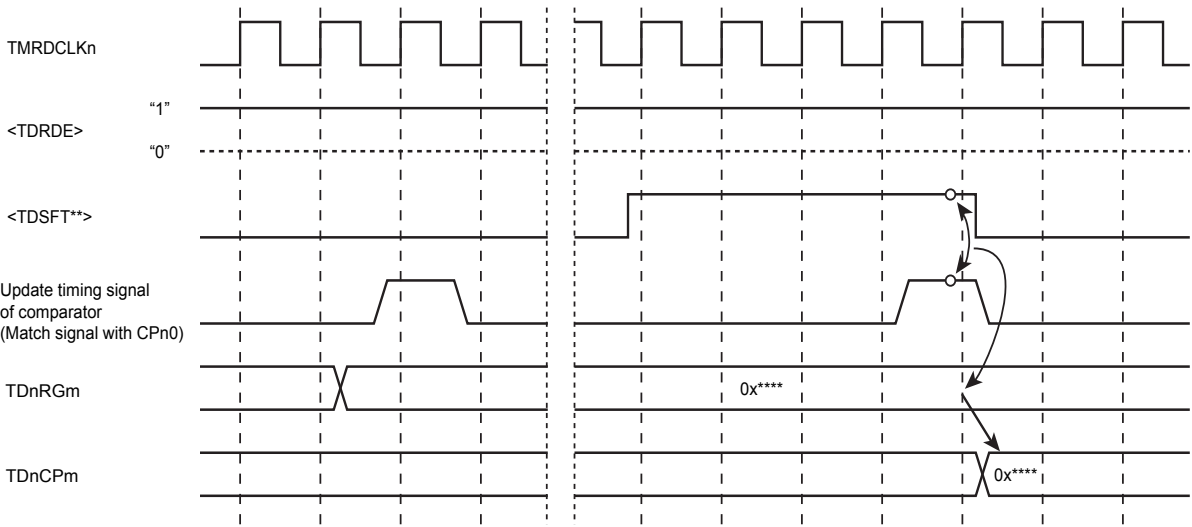 TMRDCLKn
“1”
<TDRDE>
“0”
<TDSFT**>
Update timing signal
of comparator
(Match signal with CPn0)
TDnRGm
0x****
TDnCPm
0x****